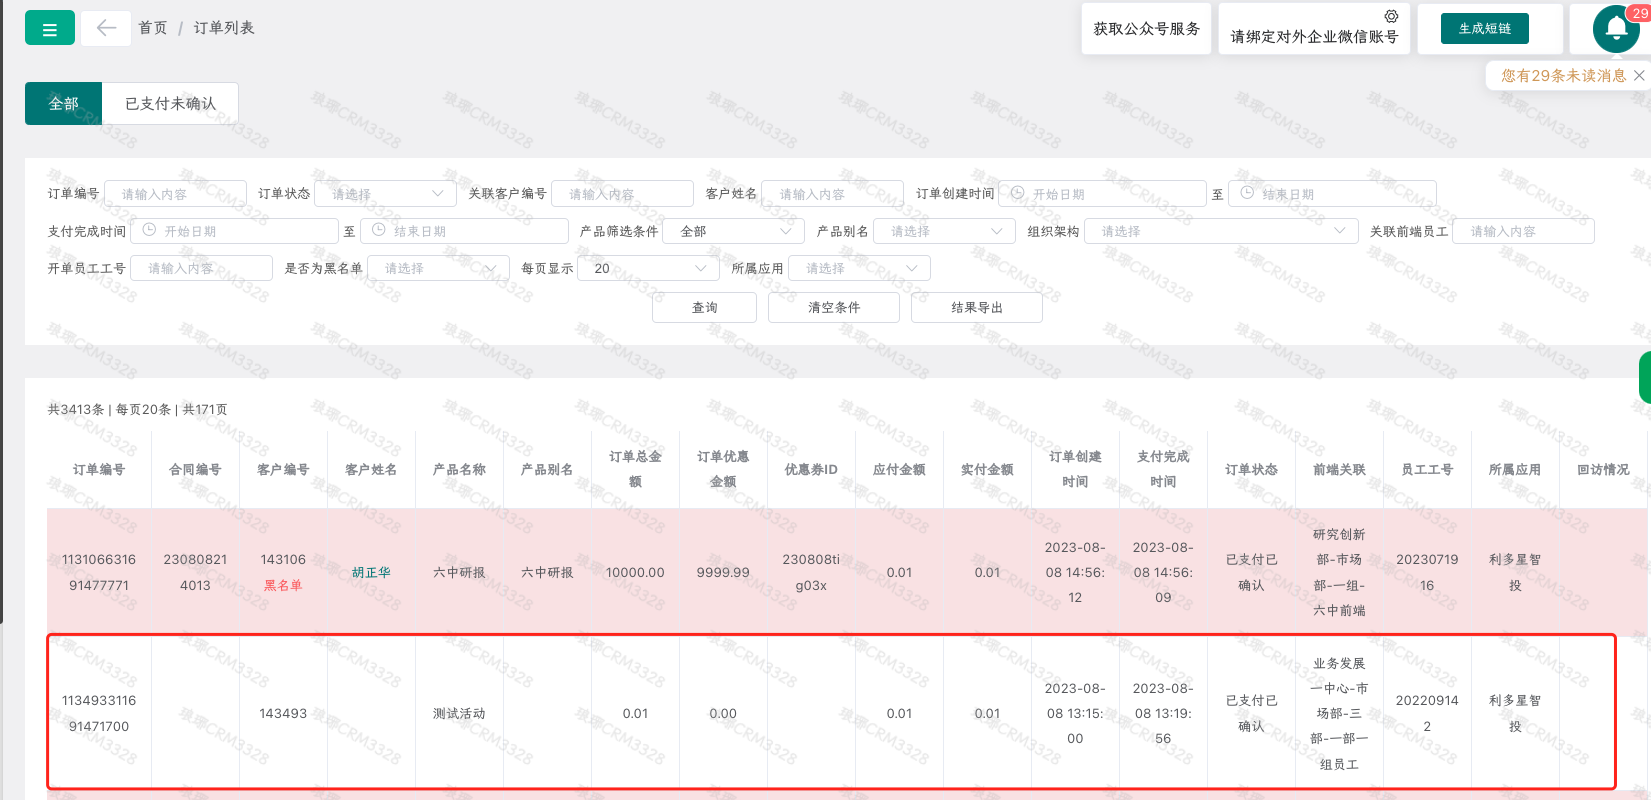 首页 / 订单列表
获取公众号服务
请绑定对外企业微信账号
生成短链
29
您有29条未读消息
全部 已支付未确认
订单编号 请输入内容 订单状态 请选择 关联客户编号 请输入内容 客户姓名 请输入内容 订单创建时间 开始日期 至 结束日期
支付完成时间 开始日期 至 结束日期 产品筛选条件 全部 产品别名 请选择 组织架构 请选择 关联前端员工 请输入内容
开单员工工号 请输入内容 是否为黑名单 请选择 每页显示 20 所属应用 请选择
查询 清空条件 结果导出
共3413条 | 每页20条 | 共171页
订单编号 合同编号 客户编号 客户姓名 产品名称 产品别名 订单总金额 订单优惠金额 优惠券ID 应付金额 实付金额 订单创建时间 支付完成时间 订单状态 前端关联 员工工号 所属应用 回访情况
113106631691477771 230808214013 143106 黑名单 胡正华 六中研报 六中研报 10000.00 9999.99 230808tig03x 0.01 0.01 2023-08-08 14:56:12 2023-08-08 14:56:09 已支付已确认 研究创新部-市场部-一组-六中前端 2023071916 利多星智投
113493311691471700 143493 测试活动 0.01 0.00 0.01 0.01 2023-08-08 13:15:00 2023-08-08 13:19:56 已支付已确认 业务发展一中心-市场部-三部-一部一组员工 202209142 利多星智投
琅琊CRM3328